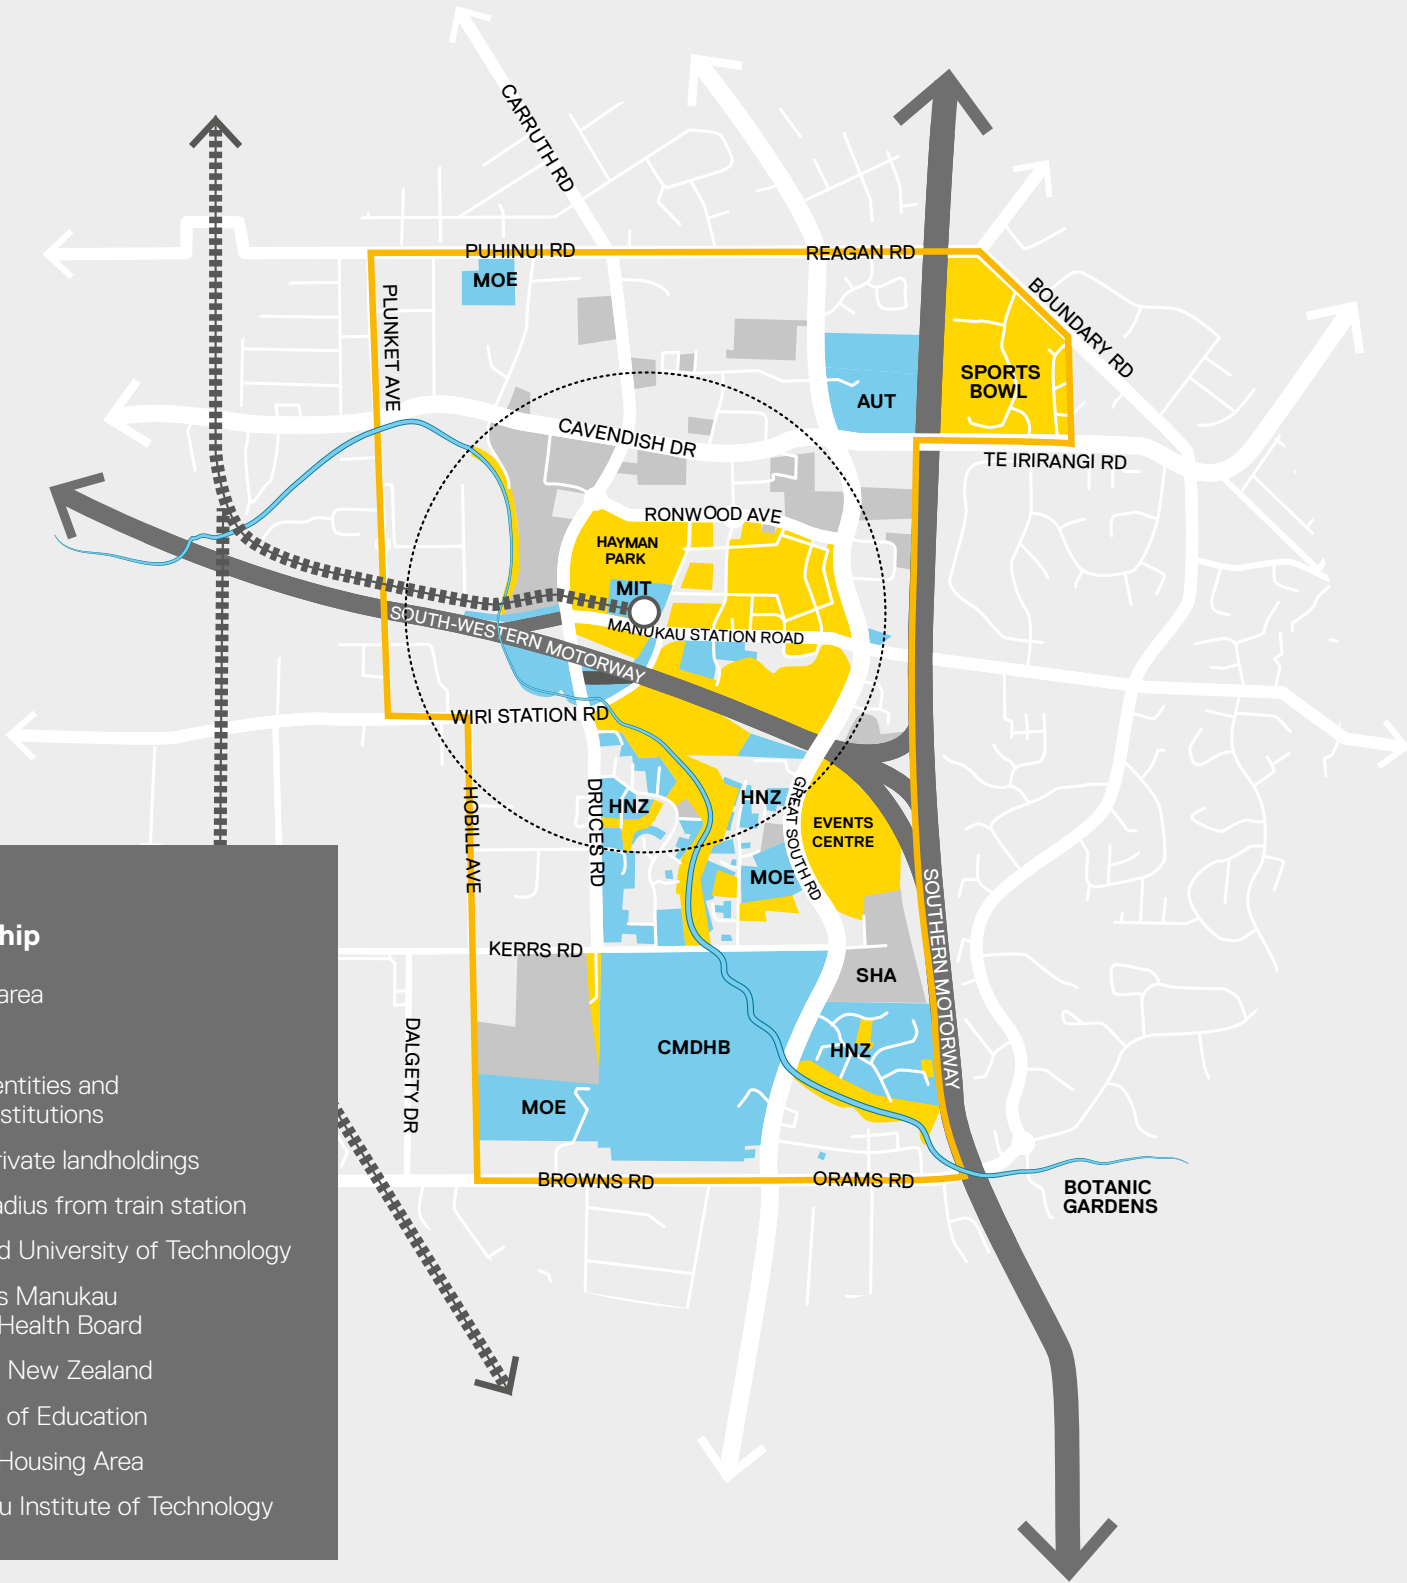 CARRUTH RD
PUHINUI RD
REAGAN RD
MOE
PLUNKET AVE
BOUNDARY RD
SPORTS
BOWL
AUT
CAVENDISH DR
TE IRIRANGI RD
RONWOOD AVE
HAYMAN
PARK
MIT
MANUKAU STATION ROAD
SOUTH-WESTERN MOTORWAY
WIRI STATION RD
HOBILL AVE
DRUCES RD
HNZ
HNZ
GREAT SOUTH RD
EVENTS
CENTRE
MOE
SOUTHERN MOTORWAY
KERRS RD
SHA
DALGETY DR
CMDHB
HNZ
MOE
BROWNS RD
ORAMS RD
BOTANIC
GARDENS
hip
area
entities and
stitutions
rivate landholdings
adius from train station
d University of Technology
s Manukau
Health Board
New Zealand
of Education
Housing Area
u Institute of Technology